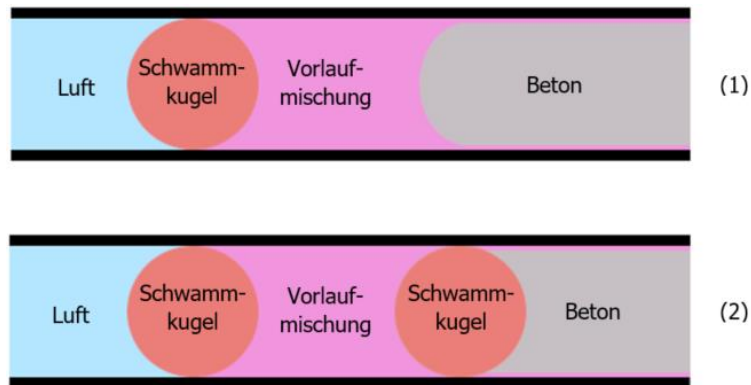 Luft
Schwamm-
kugel
Vorlauf-
mischung
Beton
(1)
Luft
Schwamm-
kugel
Vorlauf-
mischung
Schwamm-
kugel
Beton
(2)